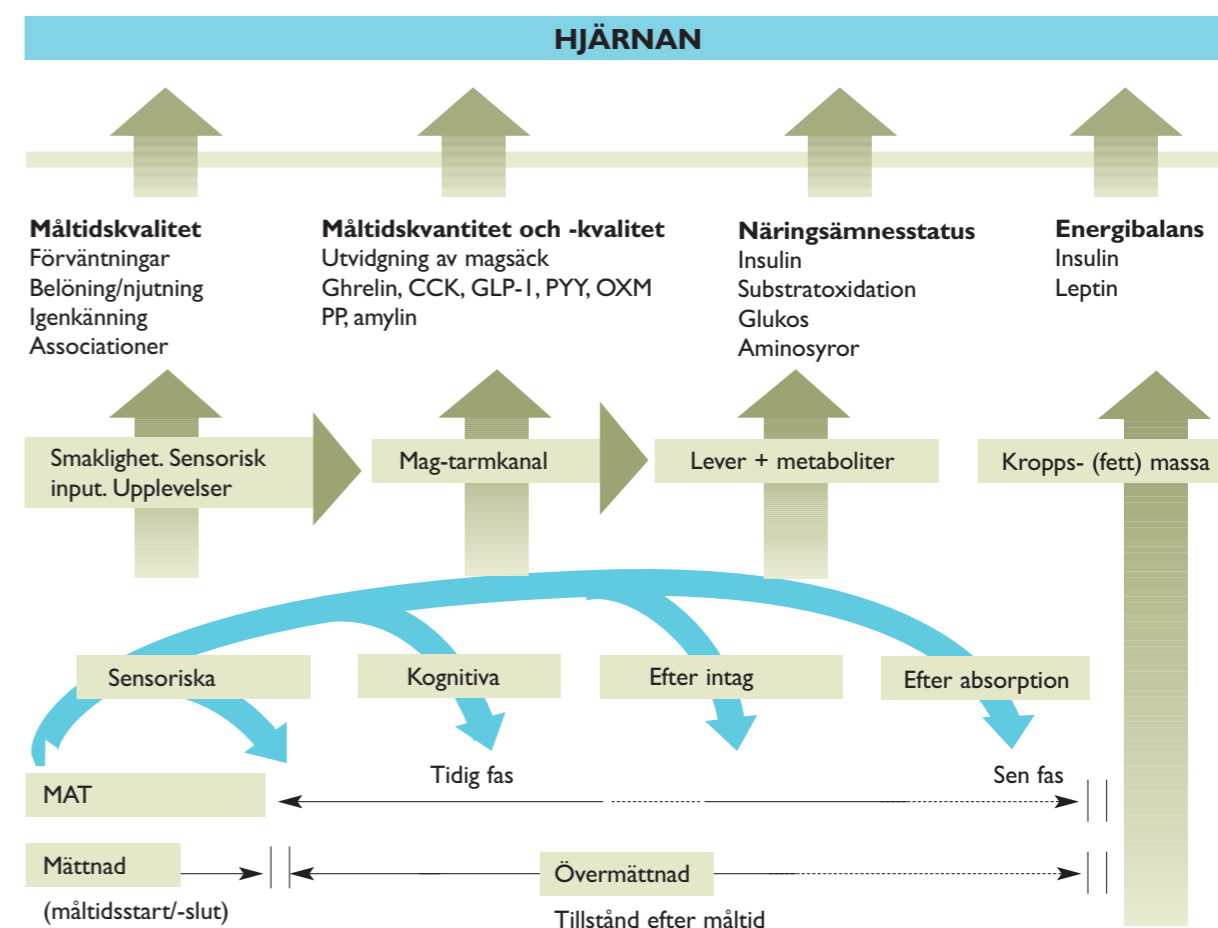 HJÄRNAN
Måltidskvalitet
Förväntningar
Belöning/njutning
Igenkänning
Associationer
Måltidskvantitet och -kvalitet
Utvidgning av magsäck
Ghrelin, CCK, GLP-1, PYY, OXM
PP, amylin
Näringsämnesstatus
Insulin
Substratoxidation
Glukos
Aminosyror
Energibalans
Insulin
Leptin
Smaklighet. Sensorisk
input. Upplevelser
Mag-tarmkanal
Lever + metaboliter
Kropps- (fett) massa
Sensoriska
Kognitiva
Efter intag
Efter absorption
Tidig fas
Sen fas
MAT
Mättnad
(måltidsstart/-slut)
Övermättnad
Tillstånd efter måltid